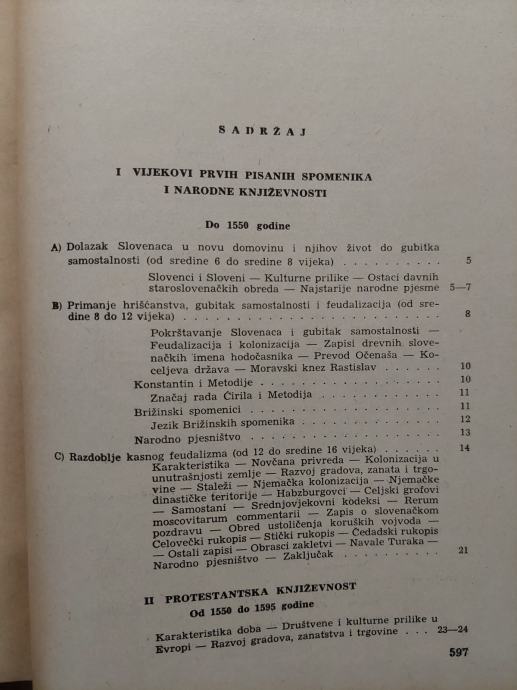 SADRŽAJ
I VIJEKOVI PRVIH PISANIH SPOMENIKA
I NARODNE KNJIŽEVNOSTI
Do 1550 godine
A) Dolazak Slovenaca u novu domovinu i njihov život do gubitka
samostalnosti (od sredine 6 do sredine 8 vijeka) . . . . . . . . . . 5
Slovenci i Sloveni — Kulturne prilike — Ostaci davnih
staroslovenačkih obreda — Najstarije narodne pjesme 5—7
B) Primanje hrišćanstva, gubitak samostalnosti i feudalizacija (od sre-
dine 8 do 12 vijeka) . . . . . . . . . . . . . . . . . . . . . . . . 8
Pokrštavanje Slovenaca i gubitak samostalnosti —
Feudalizacija i kolonizacija — Zapisi drevnih slove-
načkih imena hodočasnika — Prevod Očenaša — Ko-
celjeva država — Moravski knez Rastislav . . . . . . 10
Konstantin i Metodije . . . . . . . . . . . . . . . . . . 10
Značaj rada Ćirila i Metodija . . . . . . . . . . . . 11
Brižinski spomenici . . . . . . . . . . . . . . . . . . . 11
Jezik Brižinskih spomenika . . . . . . . . . . . . . . 12
Narodno pjesništvo . . . . . . . . . . . . . . . . . . . 13
C) Razdoblje kasnog feudalizma (od 12 do sredine 16 vijeka) . . . . . . 14
Karakteristika — Novčana privreda — Kolonizacija u
unutrašnjosti zemlje — Razvoj gradova, zanata i trgo-
vine — Staleži — Njemačka kolonizacija — Njemačke
dinastičke teritorije — Habzburgovci — Celjski grofovi
— Samostani — Srednjovjekovni kodeksi — Rerum
moscovitarum commentarii — Zapis o slovenačkom
pozdravu — Obred ustoličenja koruških vojvoda —
Celovečki rukopis — Stički rukopis — Čedadski rukopis
— Ostali zapisi — Obrasci zakletvi — Navale Turaka —
Narodno pjesništvo — Zaključak . . . . . . . . . . 21
II PROTESTANTSKA KNJIŽEVNOST
Od 1550 do 1595 godine
Karakteristika doba — Društvene i kulturne prilike u
Evropi — Razvoj gradova, zanatstva i trgovine . . . 23—24
597